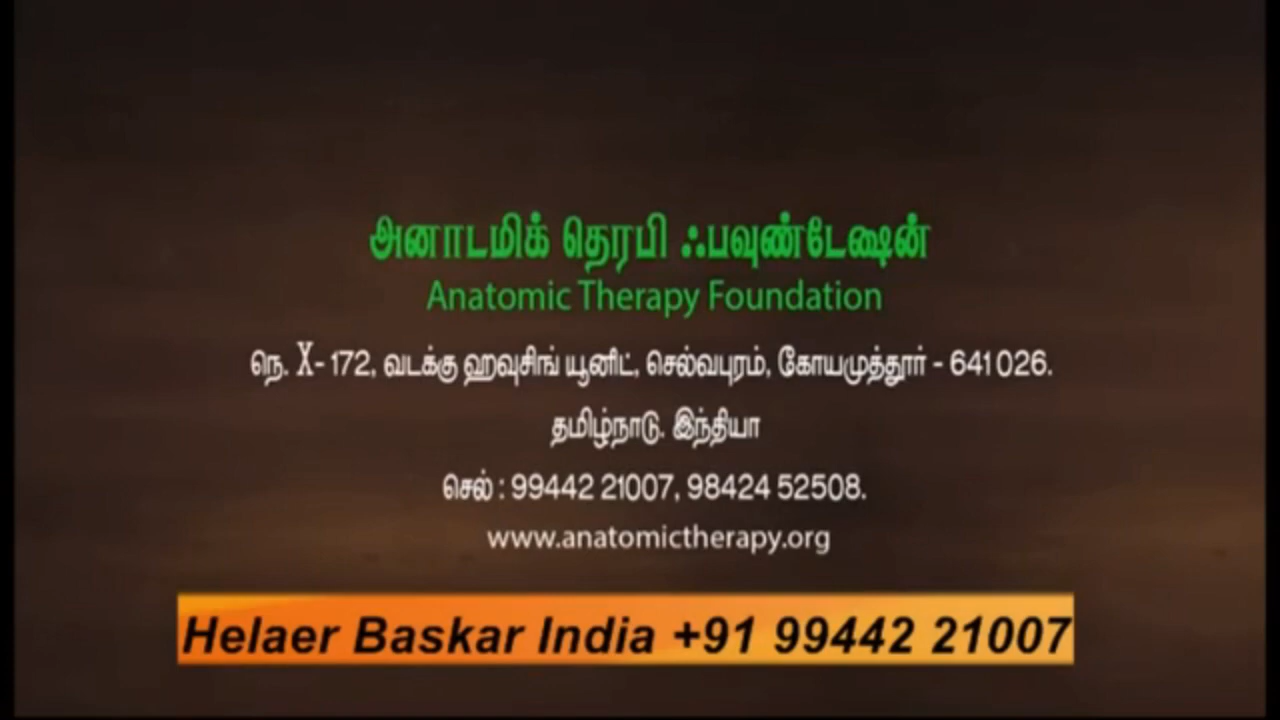 அனாடமிக் தெரபி ஃபவுண்டேஷன்
Anatomic Therapy Foundation
நெ. X- 172, வடக்கு ஹவுசிங் யூனிட், செல்வபுரம், கோயமுத்தூர் - 641 026.
தமிழ்நாடு. இந்தியா
செல் : 99442 21007, 98424 52508.
www.anatomictherapy.org
Helaer Baskar India +91 99442 21007